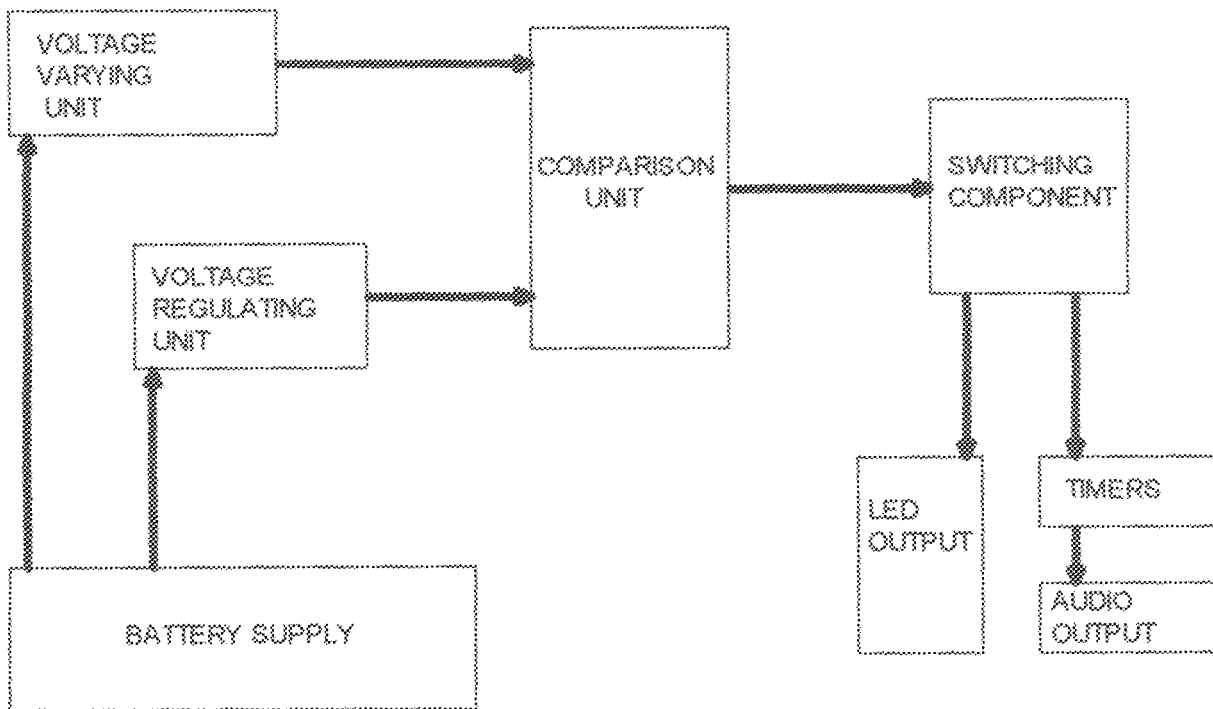 VOLTAGE
VARYING
UNIT
COMPARISON
UNIT
SWITCHING
COMPONENT
VOLTAGE
REGULATING
UNIT
LED
OUTPUT
TIMERS
AUDIO
OUTPUT
BATTERY SUPPLY